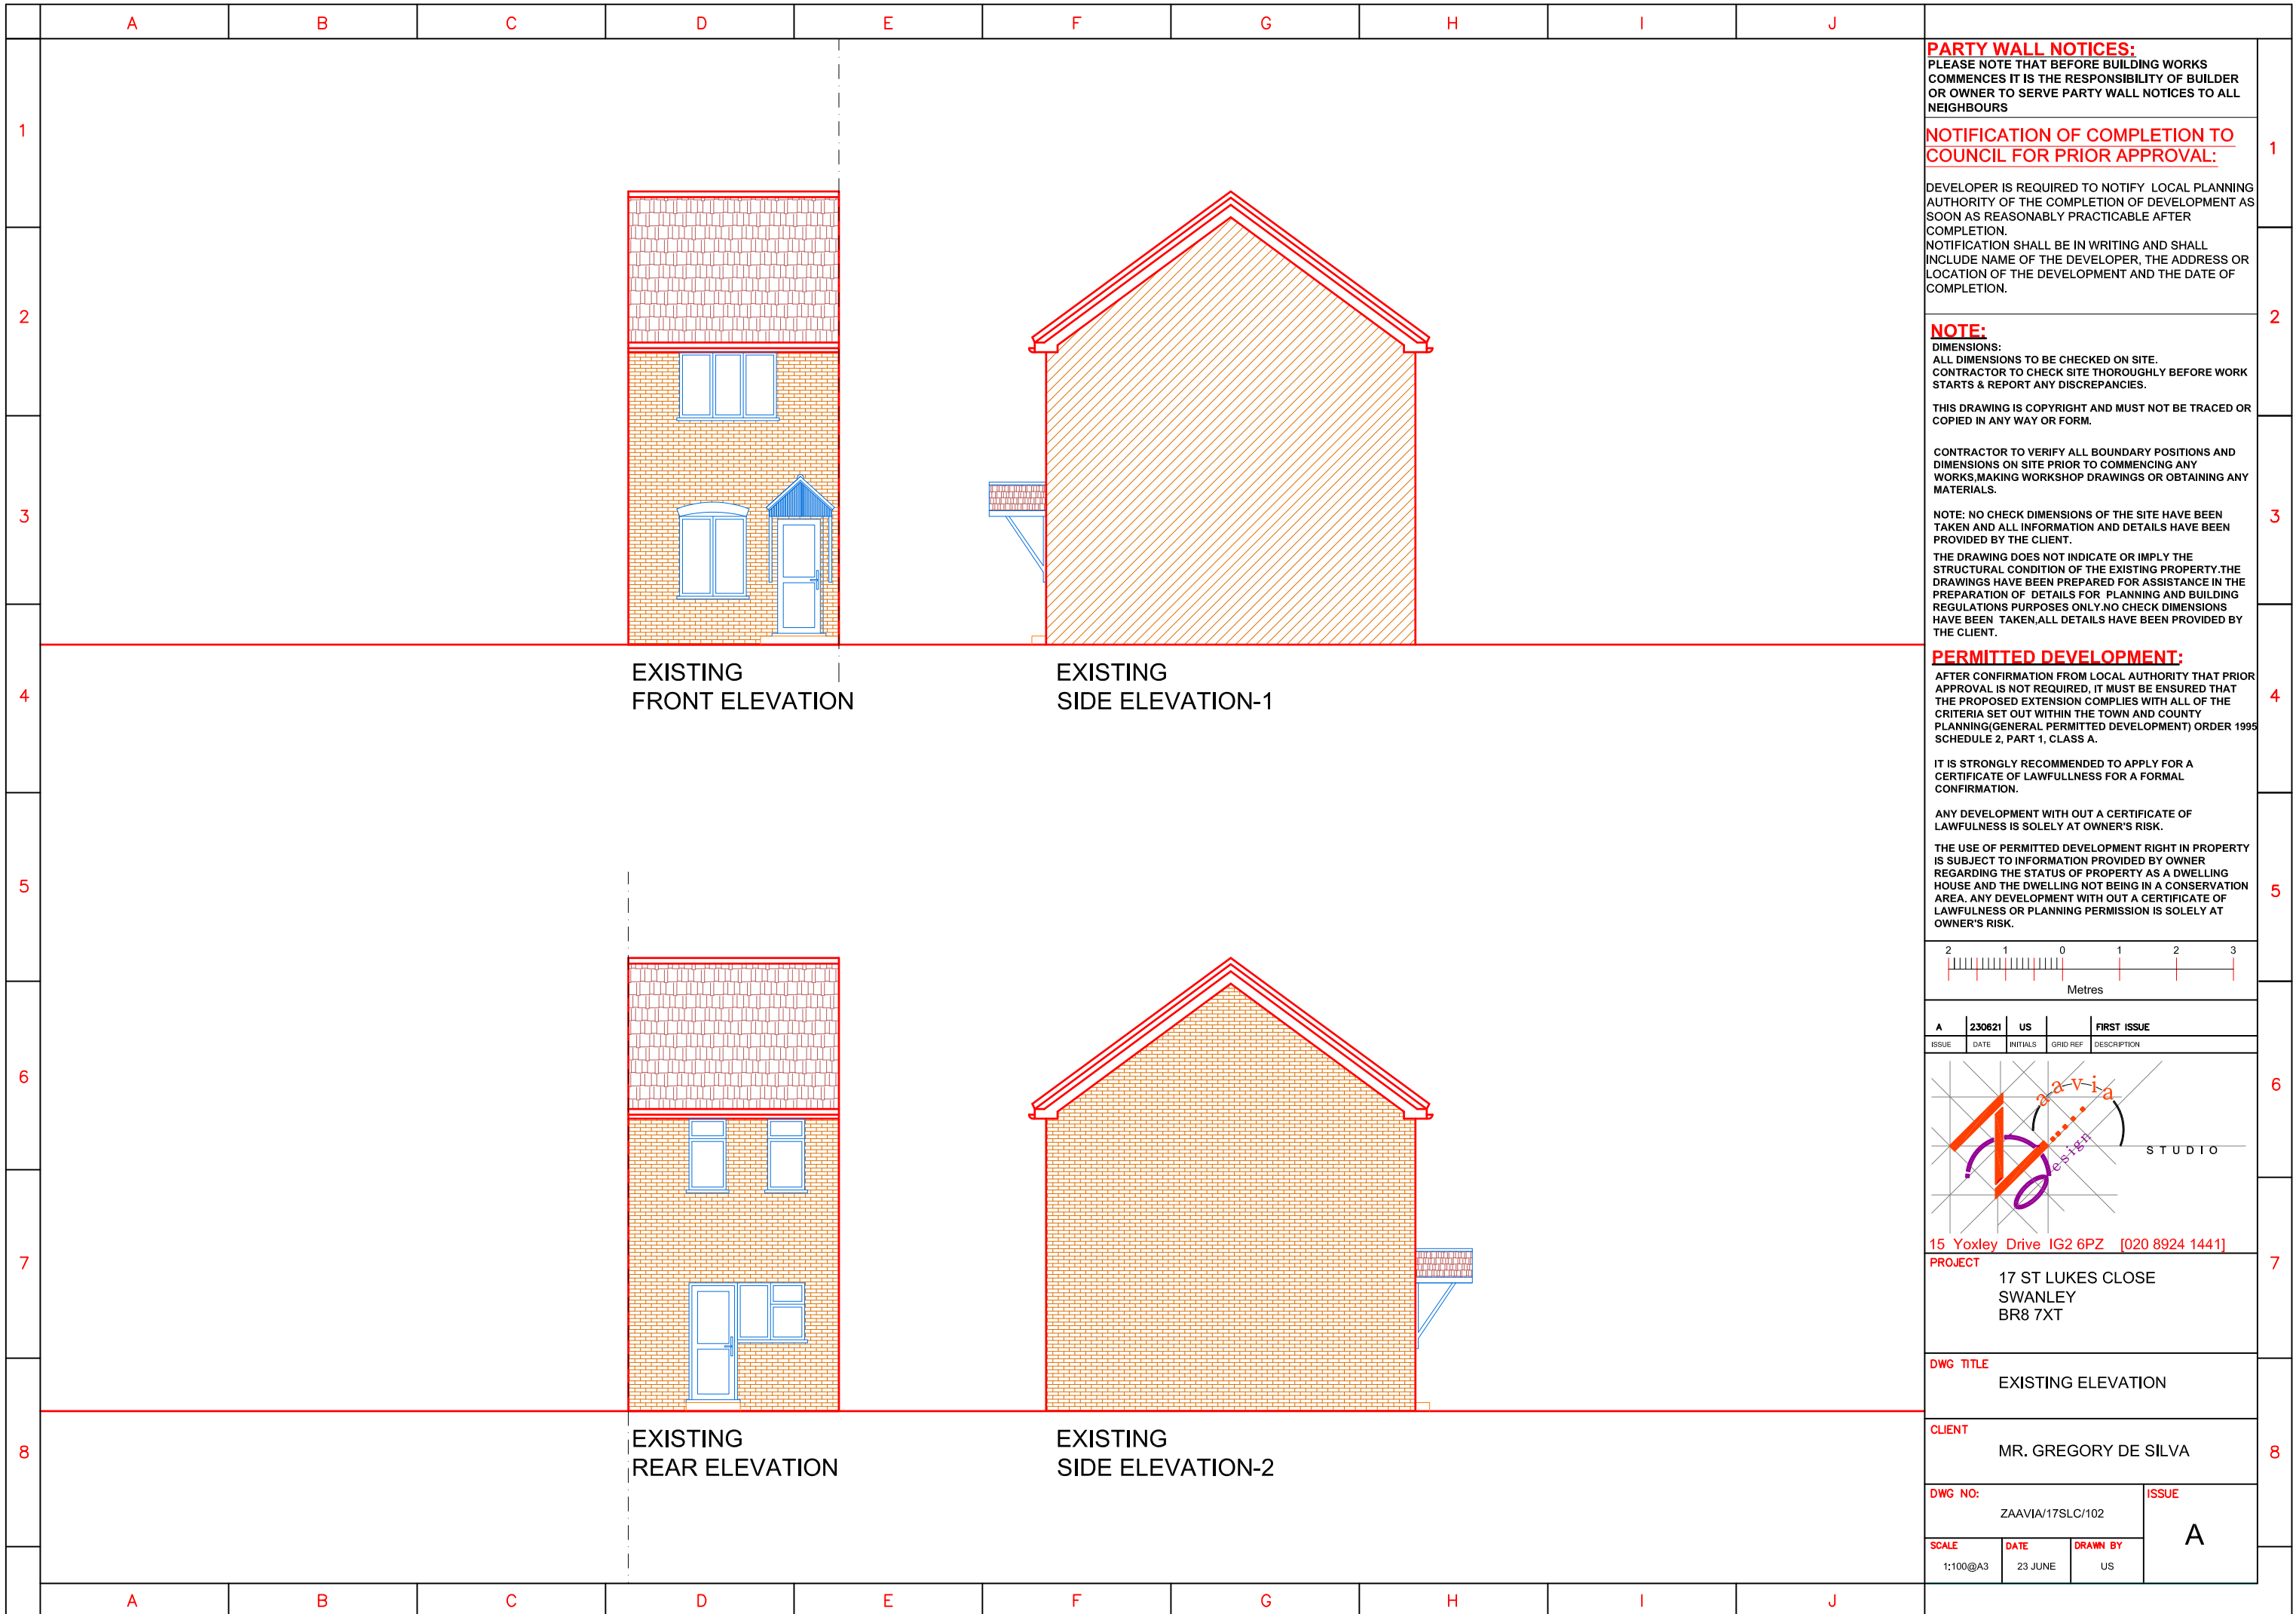 A B C D E F G H I J
1
2
3
4
5
6
7
8
EXISTING
FRONT ELEVATION
EXISTING
SIDE ELEVATION-1
EXISTING
REAR ELEVATION
EXISTING
SIDE ELEVATION-2
A B C D E F G H I J
PARTY WALL NOTICES:
PLEASE NOTE THAT BEFORE BUILDING WORKS
COMMENCES IT IS THE RESPONSIBILITY OF BUILDER
OR OWNER TO SERVE PARTY WALL NOTICES TO ALL
NEIGHBOURS
NOTIFICATION OF COMPLETION TO
COUNCIL FOR PRIOR APPROVAL:
DEVELOPER IS REQUIRED TO NOTIFY LOCAL PLANNING
AUTHORITY OF THE COMPLETION OF DEVELOPMENT AS
SOON AS REASONABLY PRACTICABLE AFTER
COMPLETION.
NOTIFICATION SHALL BE IN WRITING AND SHALL
INCLUDE NAME OF THE DEVELOPER, THE ADDRESS OR
LOCATION OF THE DEVELOPMENT AND THE DATE OF
COMPLETION.
NOTE:
DIMENSIONS:
ALL DIMENSIONS TO BE CHECKED ON SITE.
CONTRACTOR TO CHECK SITE THOROUGHLY BEFORE WORK
STARTS & REPORT ANY DISCREPANCIES.
THIS DRAWING IS COPYRIGHT AND MUST NOT BE TRACED OR
COPIED IN ANY WAY OR FORM.
CONTRACTOR TO VERIFY ALL BOUNDARY POSITIONS AND
DIMENSIONS ON SITE PRIOR TO COMMENCING ANY
WORKS,MAKING WORKSHOP DRAWINGS OR OBTAINING ANY
MATERIALS.
NOTE: NO CHECK DIMENSIONS OF THE SITE HAVE BEEN
TAKEN AND ALL INFORMATION AND DETAILS HAVE BEEN
PROVIDED BY THE CLIENT.
THE DRAWING DOES NOT INDICATE OR IMPLY THE
STRUCTURAL CONDITION OF THE EXISTING PROPERTY.THE
DRAWINGS HAVE BEEN PREPARED FOR ASSISTANCE IN THE
PREPARATION OF DETAILS FOR PLANNING AND BUILDING
REGULATIONS PURPOSES ONLY.NO CHECK DIMENSIONS
HAVE BEEN TAKEN,ALL DETAILS HAVE BEEN PROVIDED BY
THE CLIENT.
PERMITTED DEVELOPMENT:
AFTER CONFIRMATION FROM LOCAL AUTHORITY THAT PRIOR
APPROVAL IS NOT REQUIRED, IT MUST BE ENSURED THAT
THE PROPOSED EXTENSION COMPLIES WITH ALL OF THE
CRITERIA SET OUT WITHIN THE TOWN AND COUNTY
PLANNING(GENERAL PERMITTED DEVELOPMENT) ORDER 1995
SCHEDULE 2, PART 1, CLASS A.
IT IS STRONGLY RECOMMENDED TO APPLY FOR A
CERTIFICATE OF LAWFULLNESS FOR A FORMAL
CONFIRMATION.
ANY DEVELOPMENT WITH OUT A CERTIFICATE OF
LAWFULNESS IS SOLELY AT OWNER'S RISK.
THE USE OF PERMITTED DEVELOPMENT RIGHT IN PROPERTY
IS SUBJECT TO INFORMATION PROVIDED BY OWNER
REGARDING THE STATUS OF PROPERTY AS A DWELLING
HOUSE AND THE DWELLING NOT BEING IN A CONSERVATION
AREA. ANY DEVELOPMENT WITH OUT A CERTIFICATE OF
LAWFULNESS OR PLANNING PERMISSION IS SOLELY AT
OWNER'S RISK.
2 1 0 1 2 3
Metres
A 230621 US FIRST ISSUE
ISSUE DATE INITIALS GRID REF DESCRIPTION
Zaavia
Design
STUDIO
15 Yoxley Drive IG2 6PZ [020 8924 1441]
PROJECT
17 ST LUKES CLOSE
SWANLEY
BR8 7XT
DWG TITLE
EXISTING ELEVATION
CLIENT
MR. GREGORY DE SILVA
DWG NO:
ZAAVIA/17SLC/102
ISSUE
A
SCALE DATE DRAWN BY
1:100@A3 23 JUNE US
1
2
3
4
5
6
7
8